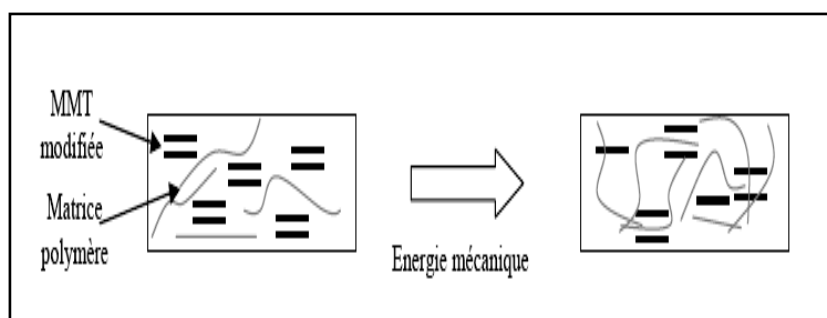 MMT
modifiée
Matrice
polymère
Energie mécanique